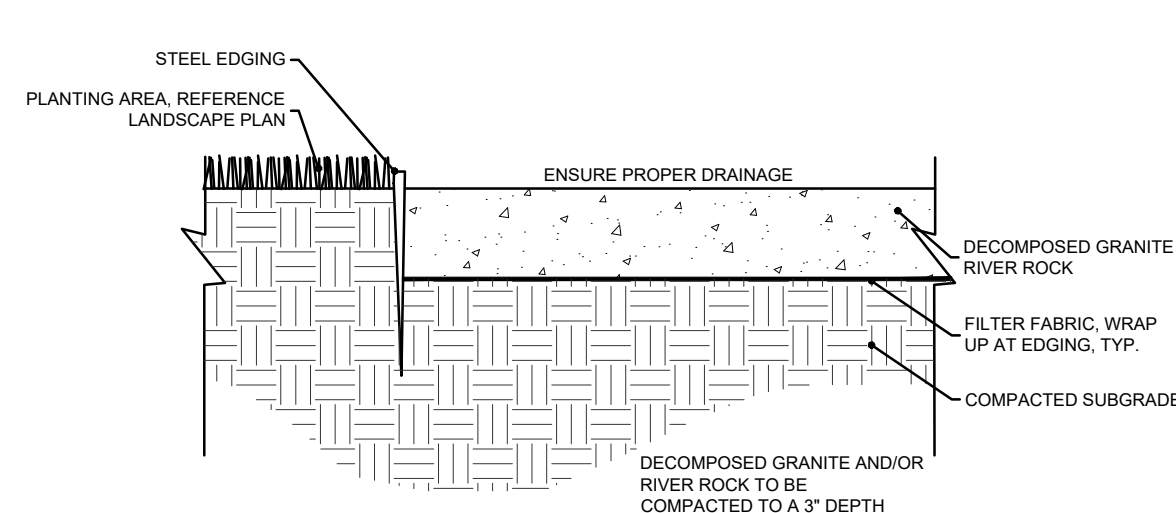 STEEL EDGING
PLANTING AREA, REFERENCE
LANDSCAPE PLAN
ENSURE PROPER DRAINAGE
DECOMPOSED GRANITE
RIVER ROCK
FILTER FABRIC, WRAP
UP AT EDGING, TYP.
COMPACTED SUBGRADE
DECOMPOSED GRANITE AND/OR
RIVER ROCK TO BE
COMPACTED TO A 3" DEPTH